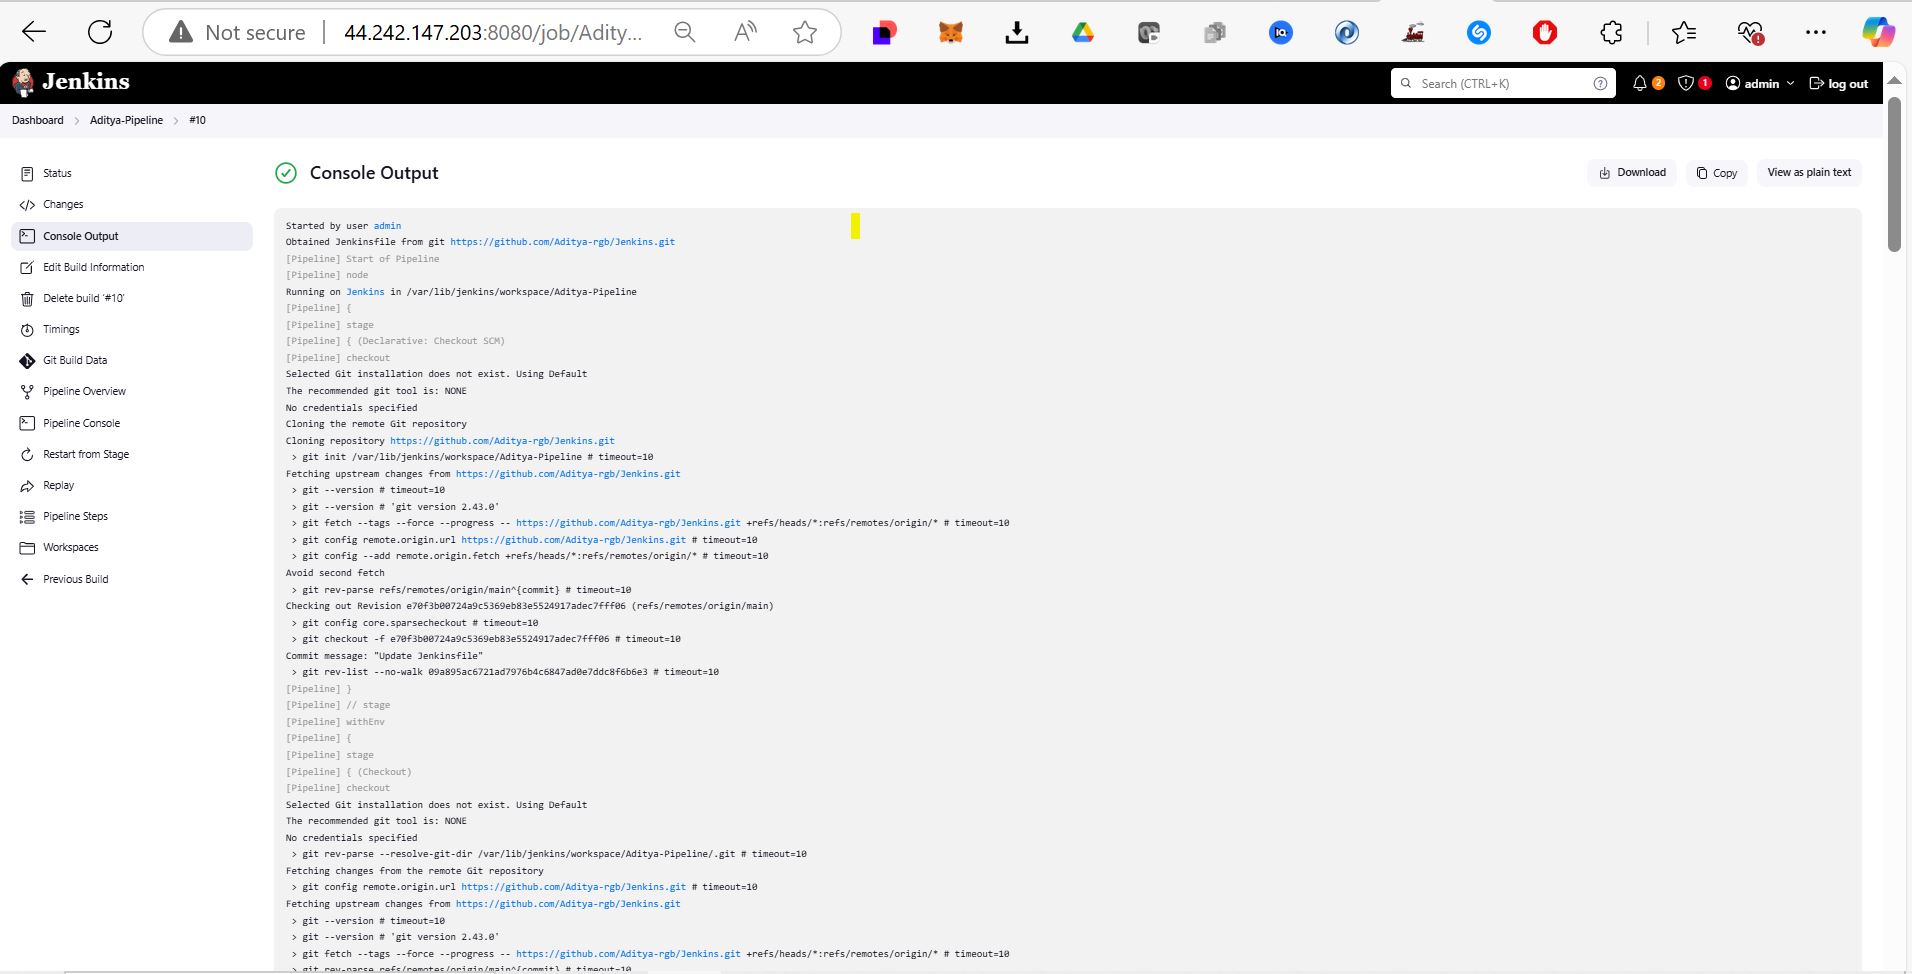 Not secure
44.242.147.203:8080/job/Adity...
Jenkins
Search (CTRL+K)
2
1
admin
log out
Dashboard > Aditya-Pipeline > #10
Status
Changes
Console Output
Edit Build Information
Delete build '#10'
Timings
Git Build Data
Pipeline Overview
Pipeline Console
Restart from Stage
Replay
Pipeline Steps
Workspaces
Previous Build
Console Output
Download
Copy
View as plain text
Started by user admin
Obtained Jenkinsfile from git https://github.com/Aditya-rgb/Jenkins.git
[Pipeline] Start of Pipeline
[Pipeline] node
Running on Jenkins in /var/lib/jenkins/workspace/Aditya-Pipeline
[Pipeline] {
[Pipeline] stage
[Pipeline] { (Declarative: Checkout SCM)
[Pipeline] checkout
Selected Git installation does not exist. Using Default
The recommended git tool is: NONE
No credentials specified
Cloning the remote Git repository
Cloning repository https://github.com/Aditya-rgb/Jenkins.git
> git init /var/lib/jenkins/workspace/Aditya-Pipeline # timeout=10
Fetching upstream changes from https://github.com/Aditya-rgb/Jenkins.git
> git --version # timeout=10
> git --version # 'git version 2.43.0'
> git fetch --tags --force --progress -- https://github.com/Aditya-rgb/Jenkins.git +refs/heads/*:refs/remotes/origin/* # timeout=10
> git config remote.origin.url https://github.com/Aditya-rgb/Jenkins.git # timeout=10
> git config --add remote.origin.fetch +refs/heads/*:refs/remotes/origin/* # timeout=10
Avoid second fetch
> git rev-parse refs/remotes/origin/main^{commit} # timeout=10
Checking out Revision e70f3b00724a9c5369eb83e5524917adec7fff06 (refs/remotes/origin/main)
> git config core.sparsecheckout # timeout=10
> git checkout -f e70f3b00724a9c5369eb83e5524917adec7fff06 # timeout=10
Commit message: "Update Jenkinsfile"
> git rev-list --no-walk 09a895ac6721ad7976b4c6847ad0e7ddc8f6b6e3 # timeout=10
[Pipeline] }
[Pipeline] // stage
[Pipeline] withEnv
[Pipeline] {
[Pipeline] stage
[Pipeline] { (Checkout)
[Pipeline] checkout
Selected Git installation does not exist. Using Default
The recommended git tool is: NONE
No credentials specified
> git rev-parse --resolve-git-dir /var/lib/jenkins/workspace/Aditya-Pipeline/.git # timeout=10
Fetching changes from the remote Git repository
> git config remote.origin.url https://github.com/Aditya-rgb/Jenkins.git # timeout=10
Fetching upstream changes from https://github.com/Aditya-rgb/Jenkins.git
> git --version # timeout=10
> git --version # 'git version 2.43.0'
> git fetch --tags --force --progress -- https://github.com/Aditya-rgb/Jenkins.git +refs/heads/*:refs/remotes/origin/* # timeout=10
> git rev-parse refs/remotes/origin/main^{commit} # timeout=10